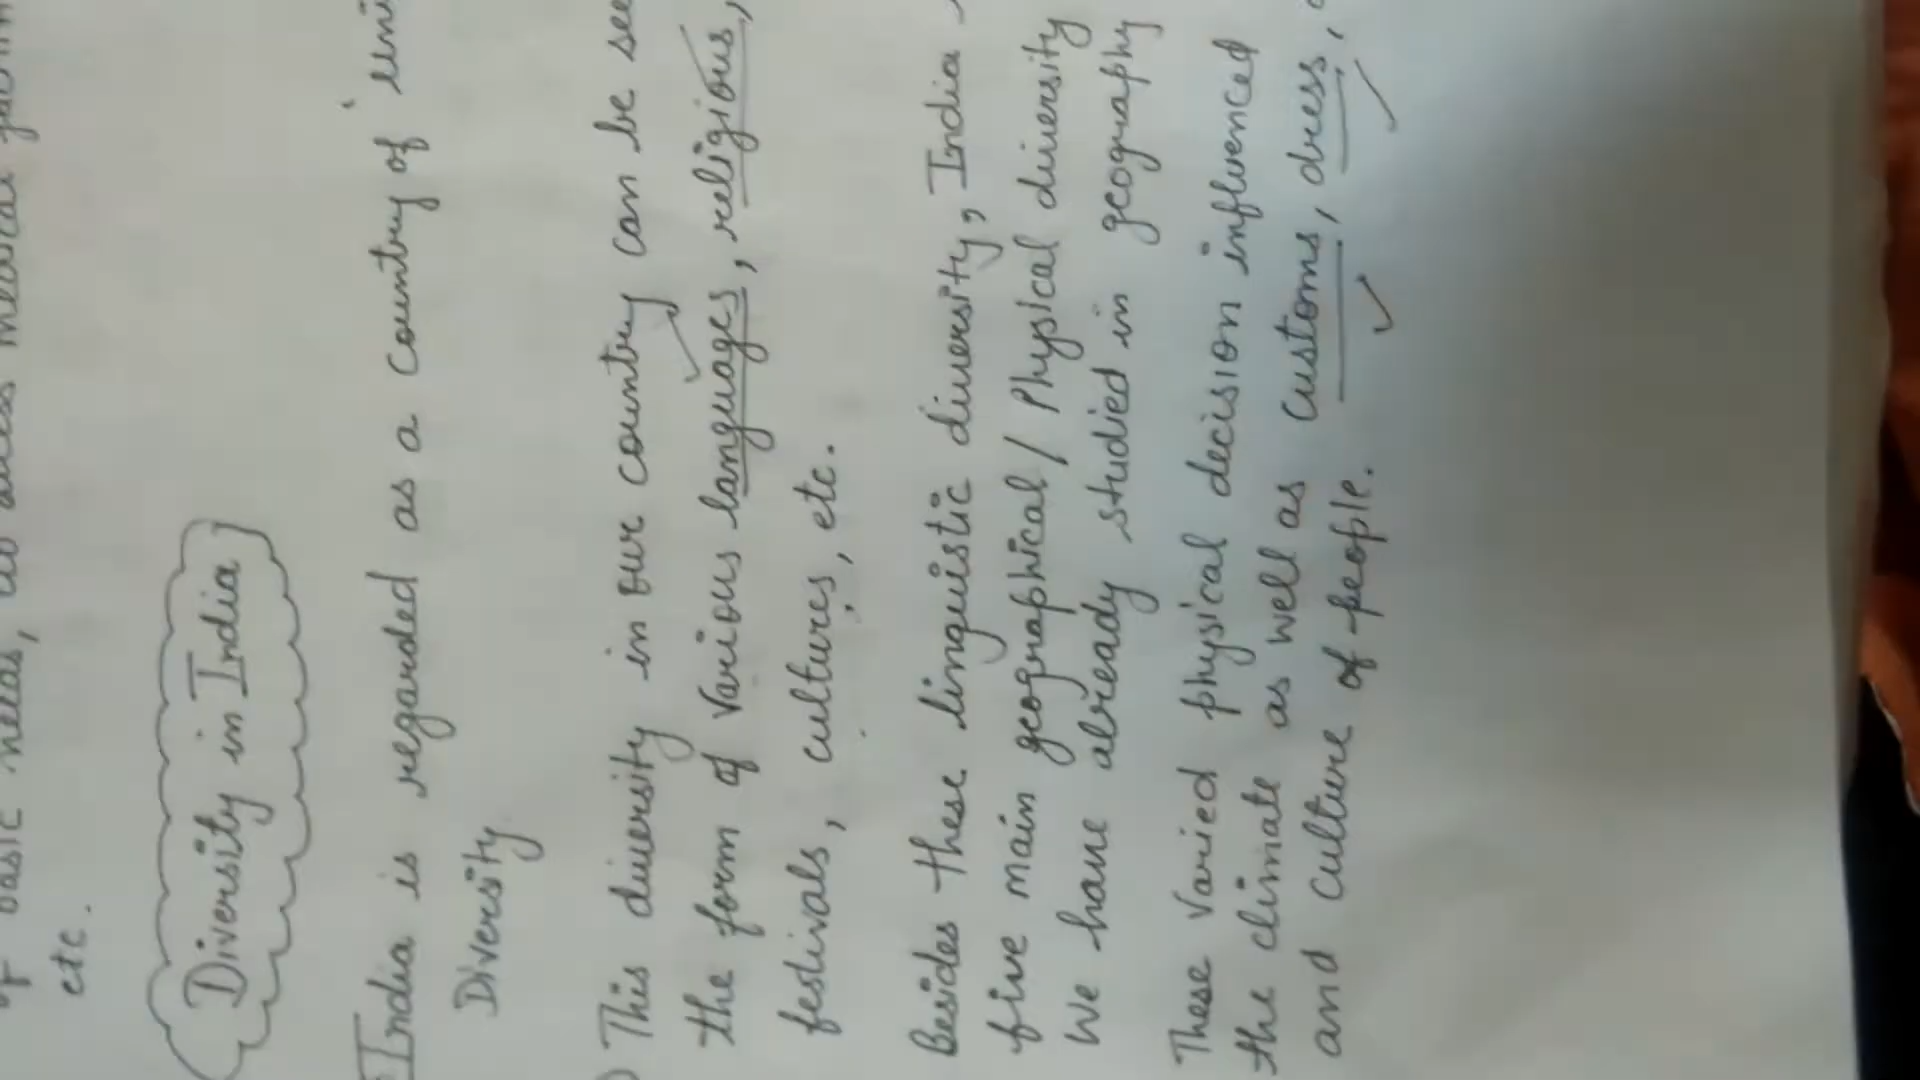 basic needs,
etc.
Diversity in India
India is regarded as a country of
Diversity
This diversity in our country can be
the form of various languages, religious,
festivals, cultures, etc.
Besides these linguistic diversity, India
five main geographical / Physical diversity
We have already studied in geography
These varied physical decision influenced
the climate as well as customs, dress,
and culture of people.